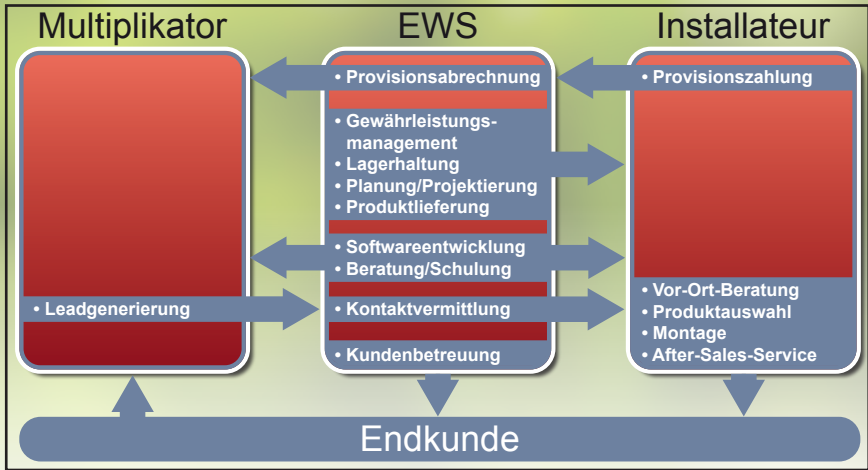 Multiplikator
EWS
Installateur
• Provisionsabrechnung
• Provisionszahlung
• Gewährleistungs-
management
• Lagerhaltung
• Planung/Projektierung
• Produktlieferung
• Softwareentwicklung
• Beratung/Schulung
• Leadgenerierung
• Kontaktvermittlung
• Kundenbetreuung
• Vor-Ort-Beratung
• Produktauswahl
• Montage
• After-Sales-Service
Endkunde